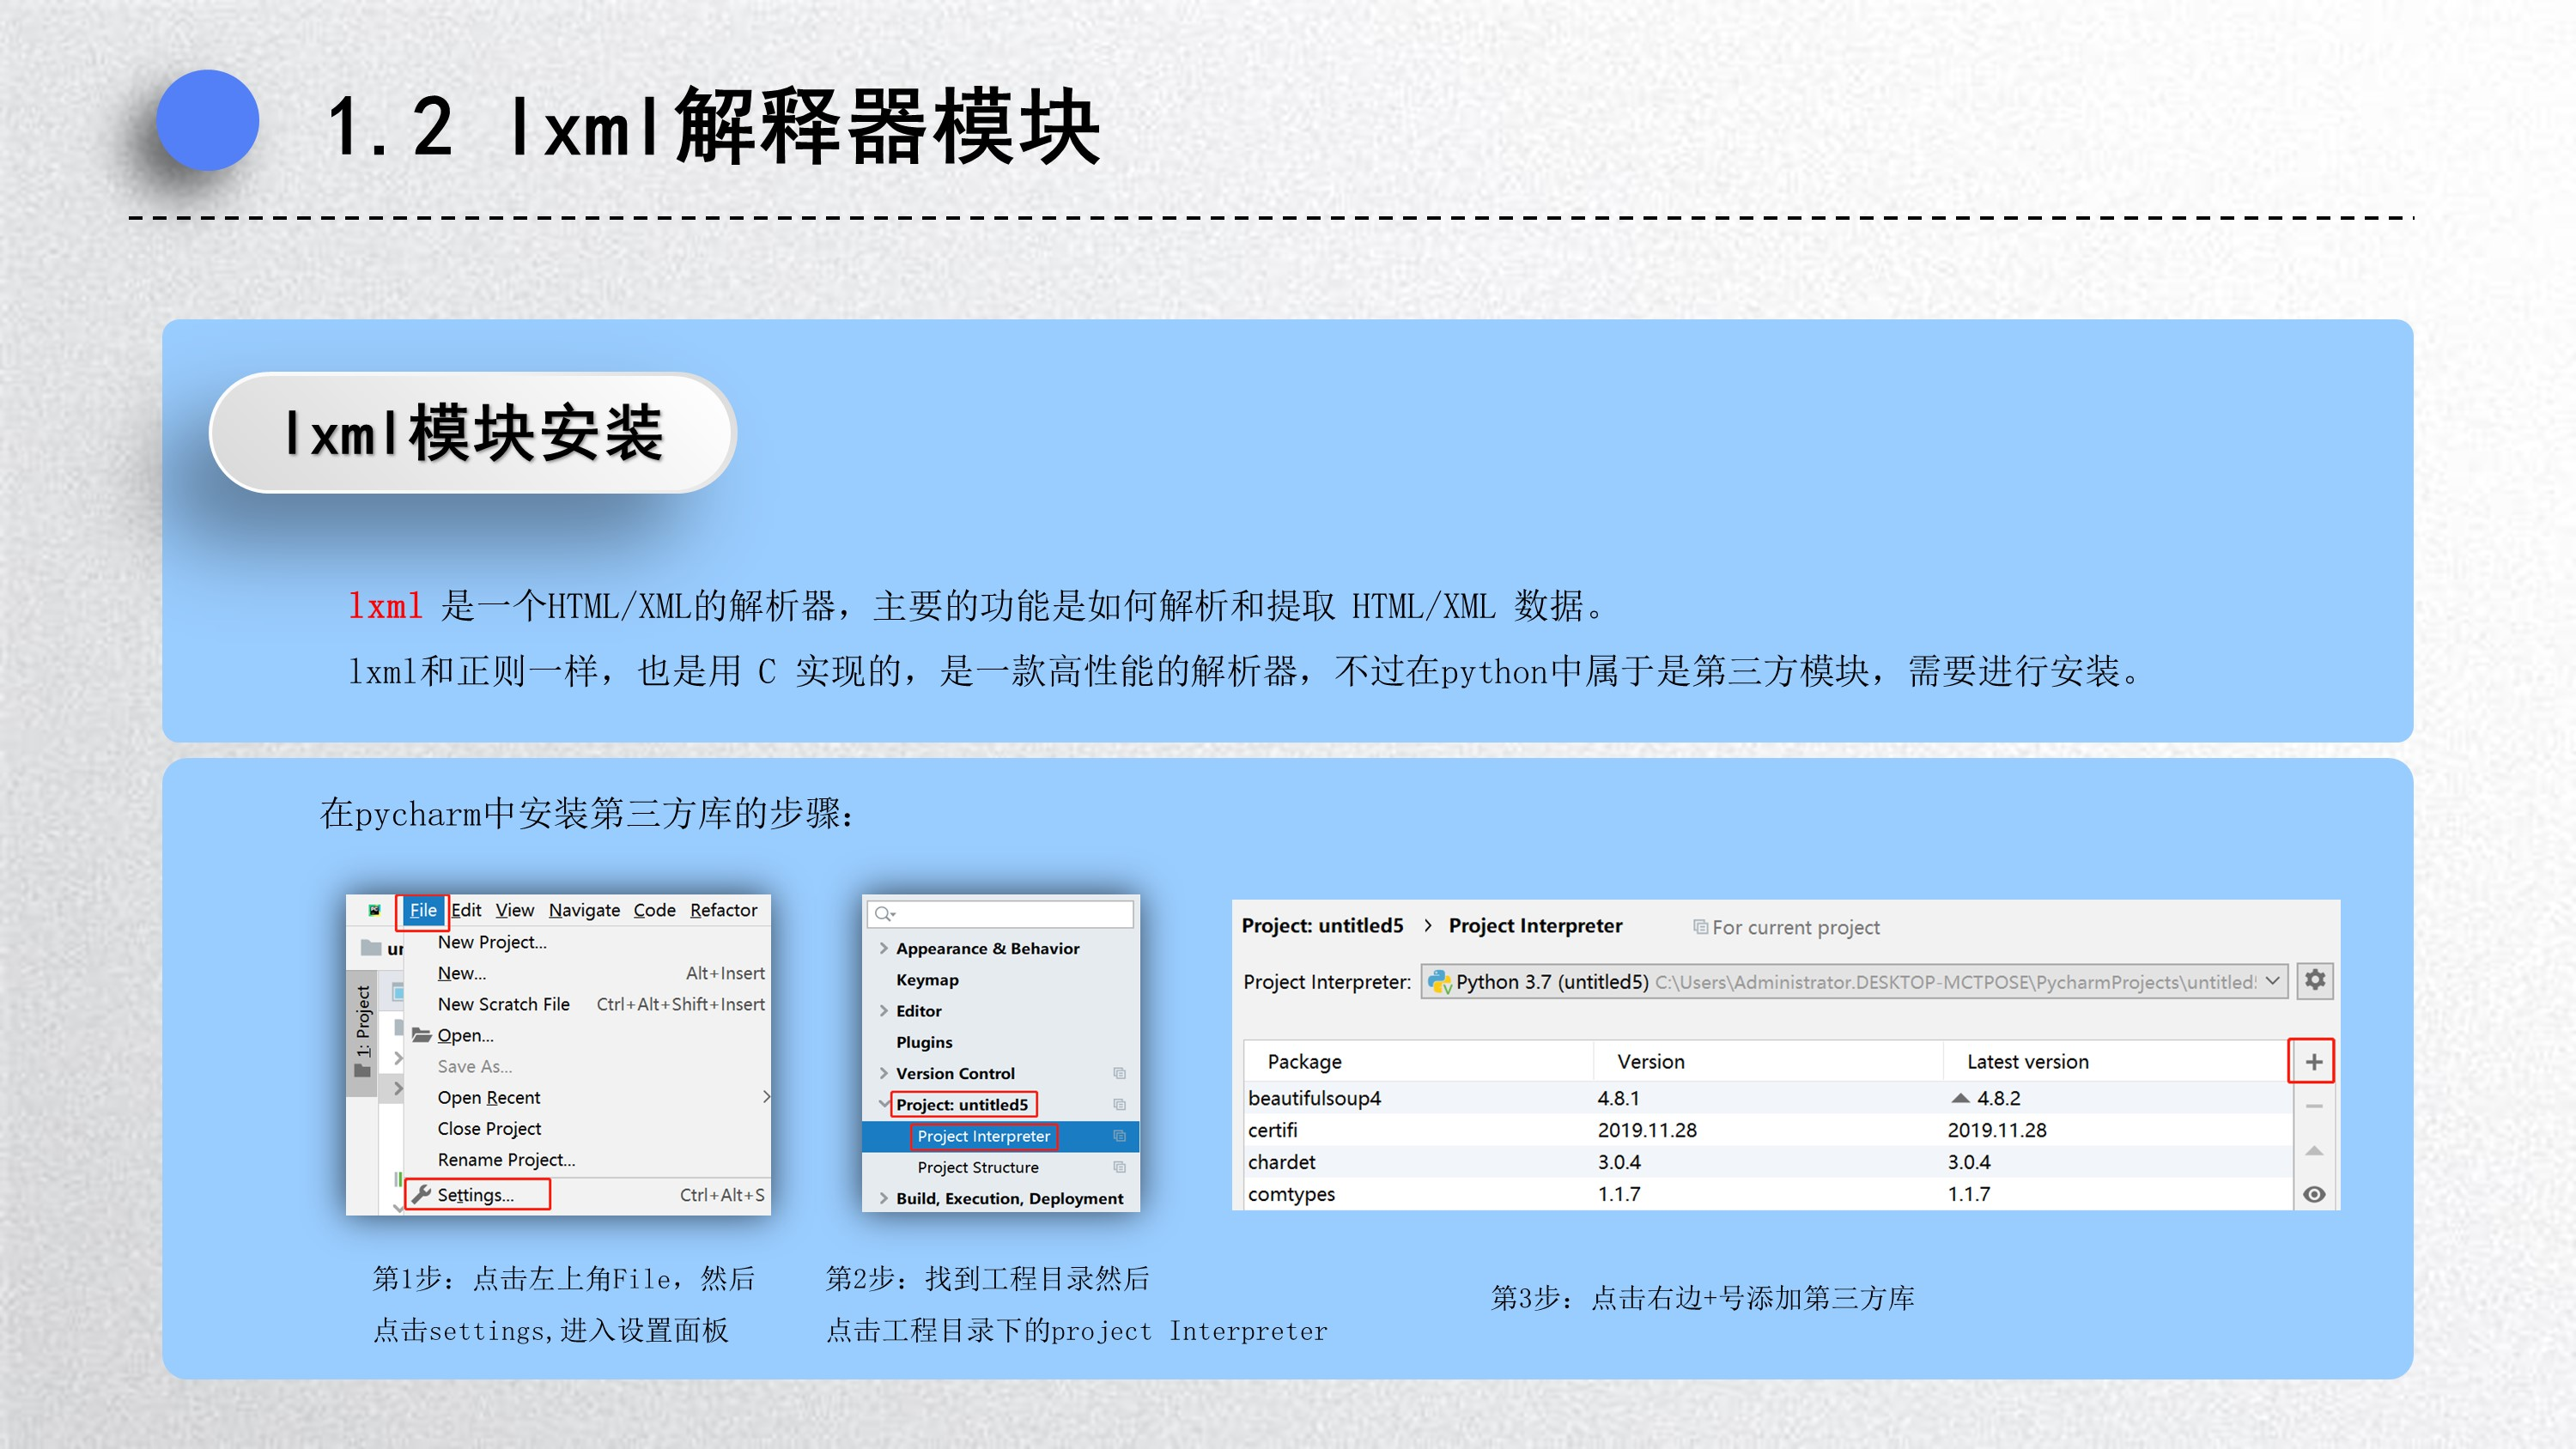 1.2 lxml解释器模块
lxml模块安装
lxml 是一个HTML/XML的解析器，主要的功能是如何解析和提取 HTML/XML 数据。
lxml和正则一样，也是用 C 实现的，是一款高性能的解析器，不过在python中属于是第三方模块，需要进行安装。
在pycharm中安装第三方库的步骤：
File Edit View Navigate Code Refactor
New Project...
New... Alt+Insert
New Scratch File Ctrl+Alt+Shift+Insert
Open...
Save As...
Open Recent
Close Project
Rename Project...
Settings... Ctrl+Alt+S
1: Project
Appearance & Behavior
Keymap
Editor
Plugins
Version Control
Project: untitled5
Project Interpreter
Project Structure
Build, Execution, Deployment
Project: untitled5 › Project Interpreter For current project
Project Interpreter: Python 3.7 (untitled5) C:\Users\Administrator.DESKTOP-MCTPOSE\PycharmProjects\untitled
Package Version Latest version
beautifulsoup4 4.8.1 4.8.2
certifi 2019.11.28 2019.11.28
chardet 3.0.4 3.0.4
comtypes 1.1.7 1.1.7
第1步：点击左上角File，然后
点击settings,进入设置面板
第2步：找到工程目录然后
点击工程目录下的project Interpreter
第3步：点击右边+号添加第三方库